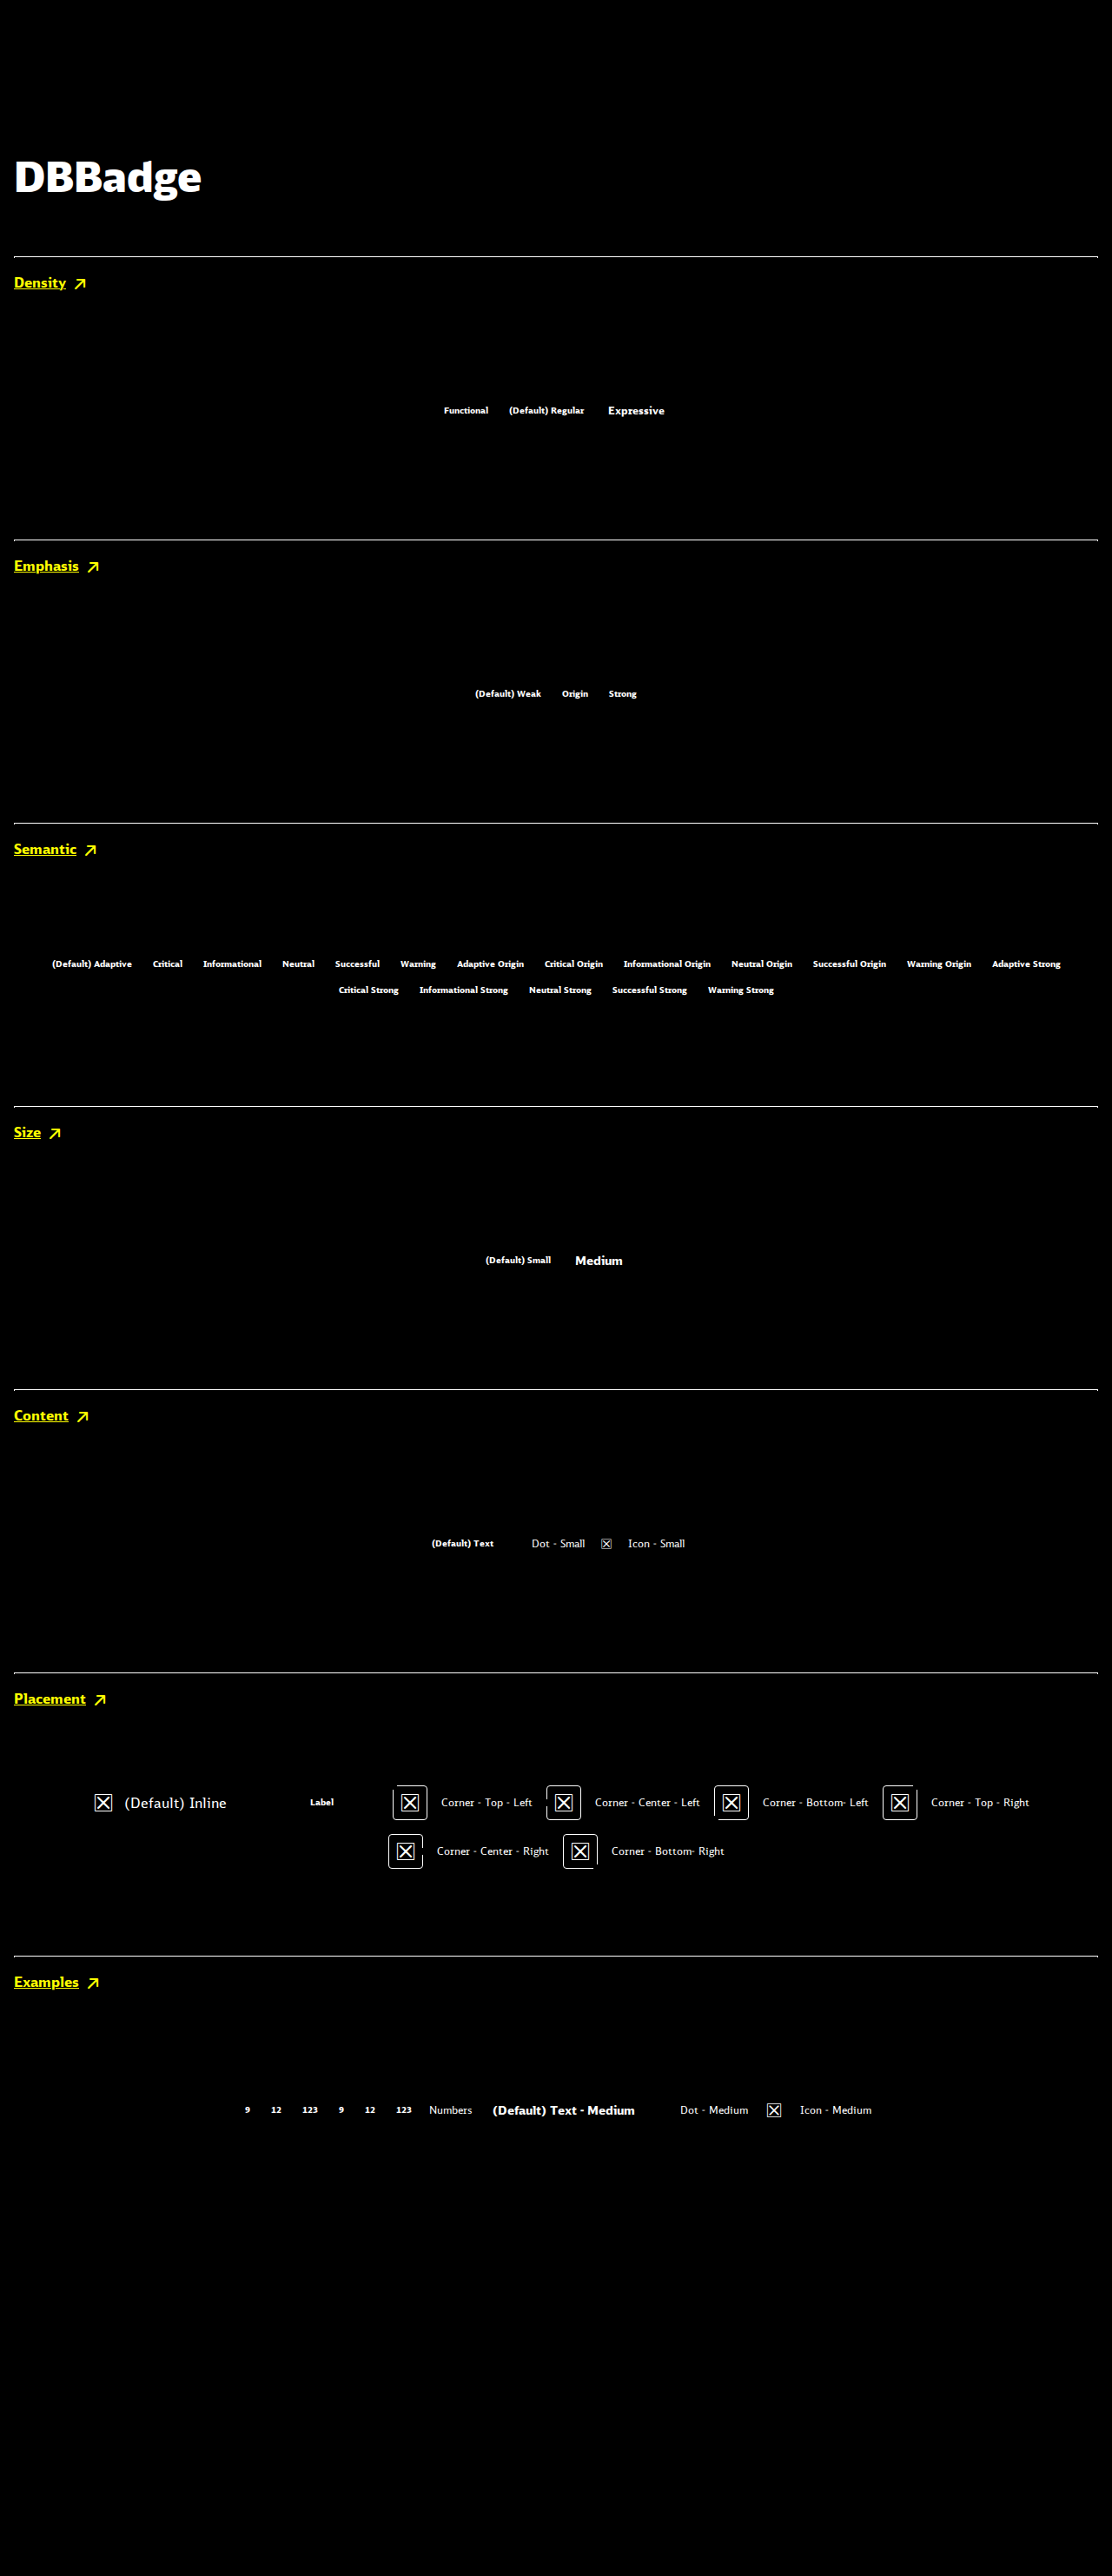 DBBadge
Density
Functional (Default) Regular Expressive
Emphasis
(Default) Weak Origin Strong
Semantic
(Default) Adaptive Critical Informational Neutral Successful Warning Adaptive Origin Critical Origin Informational Origin Neutral Origin Successful Origin Warning Origin Adaptive Strong
Critical Strong Informational Strong Neutral Strong Successful Strong Warning Strong
Size
(Default) Small Medium
Content
(Default) Text Dot - Small Icon - Small
Placement
(Default) Inline Label Corner - Top - Left Corner - Center - Left Corner - Bottom- Left Corner - Top - Right
Corner - Center - Right Corner - Bottom- Right
Examples
9 12 123 9 12 123 Numbers (Default) Text - Medium Dot - Medium Icon - Medium